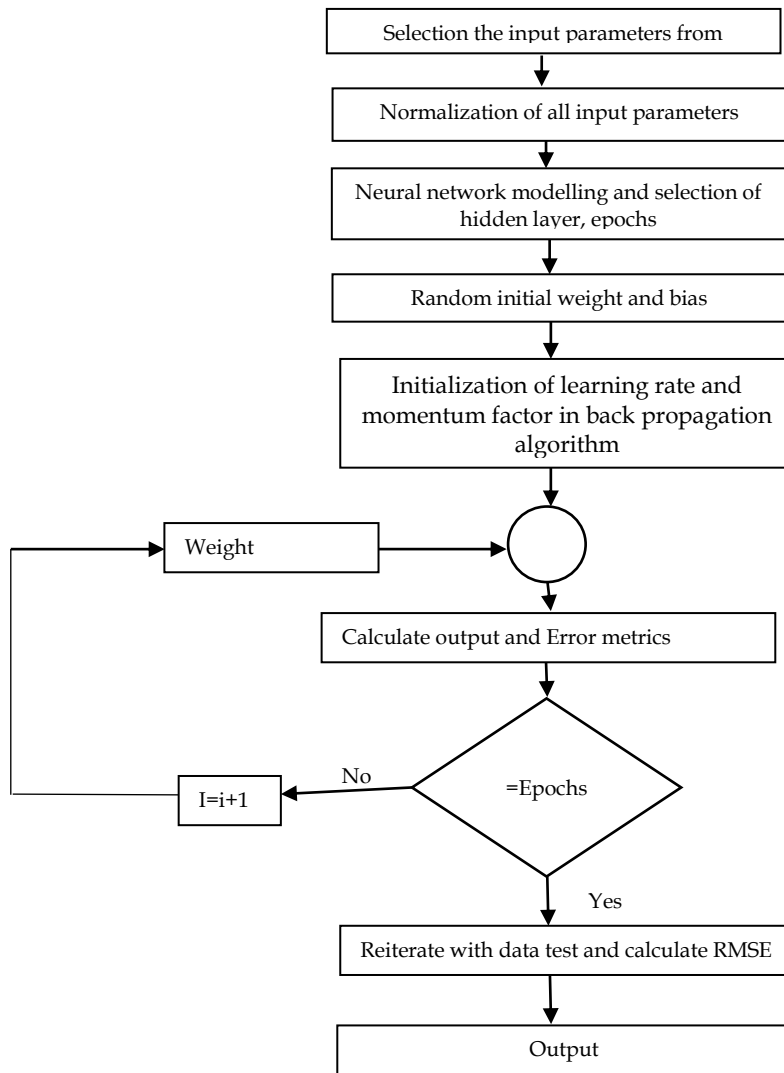 Selection the input parameters from
Normalization of all input parameters
Neural network modelling and selection of
hidden layer, epochs
Random initial weight and bias
Initialization of learning rate and
momentum factor in back propagation
algorithm
Weight
Calculate output and Error metrics
No
I=i+1
=Epochs
Yes
Reiterate with data test and calculate RMSE
Output